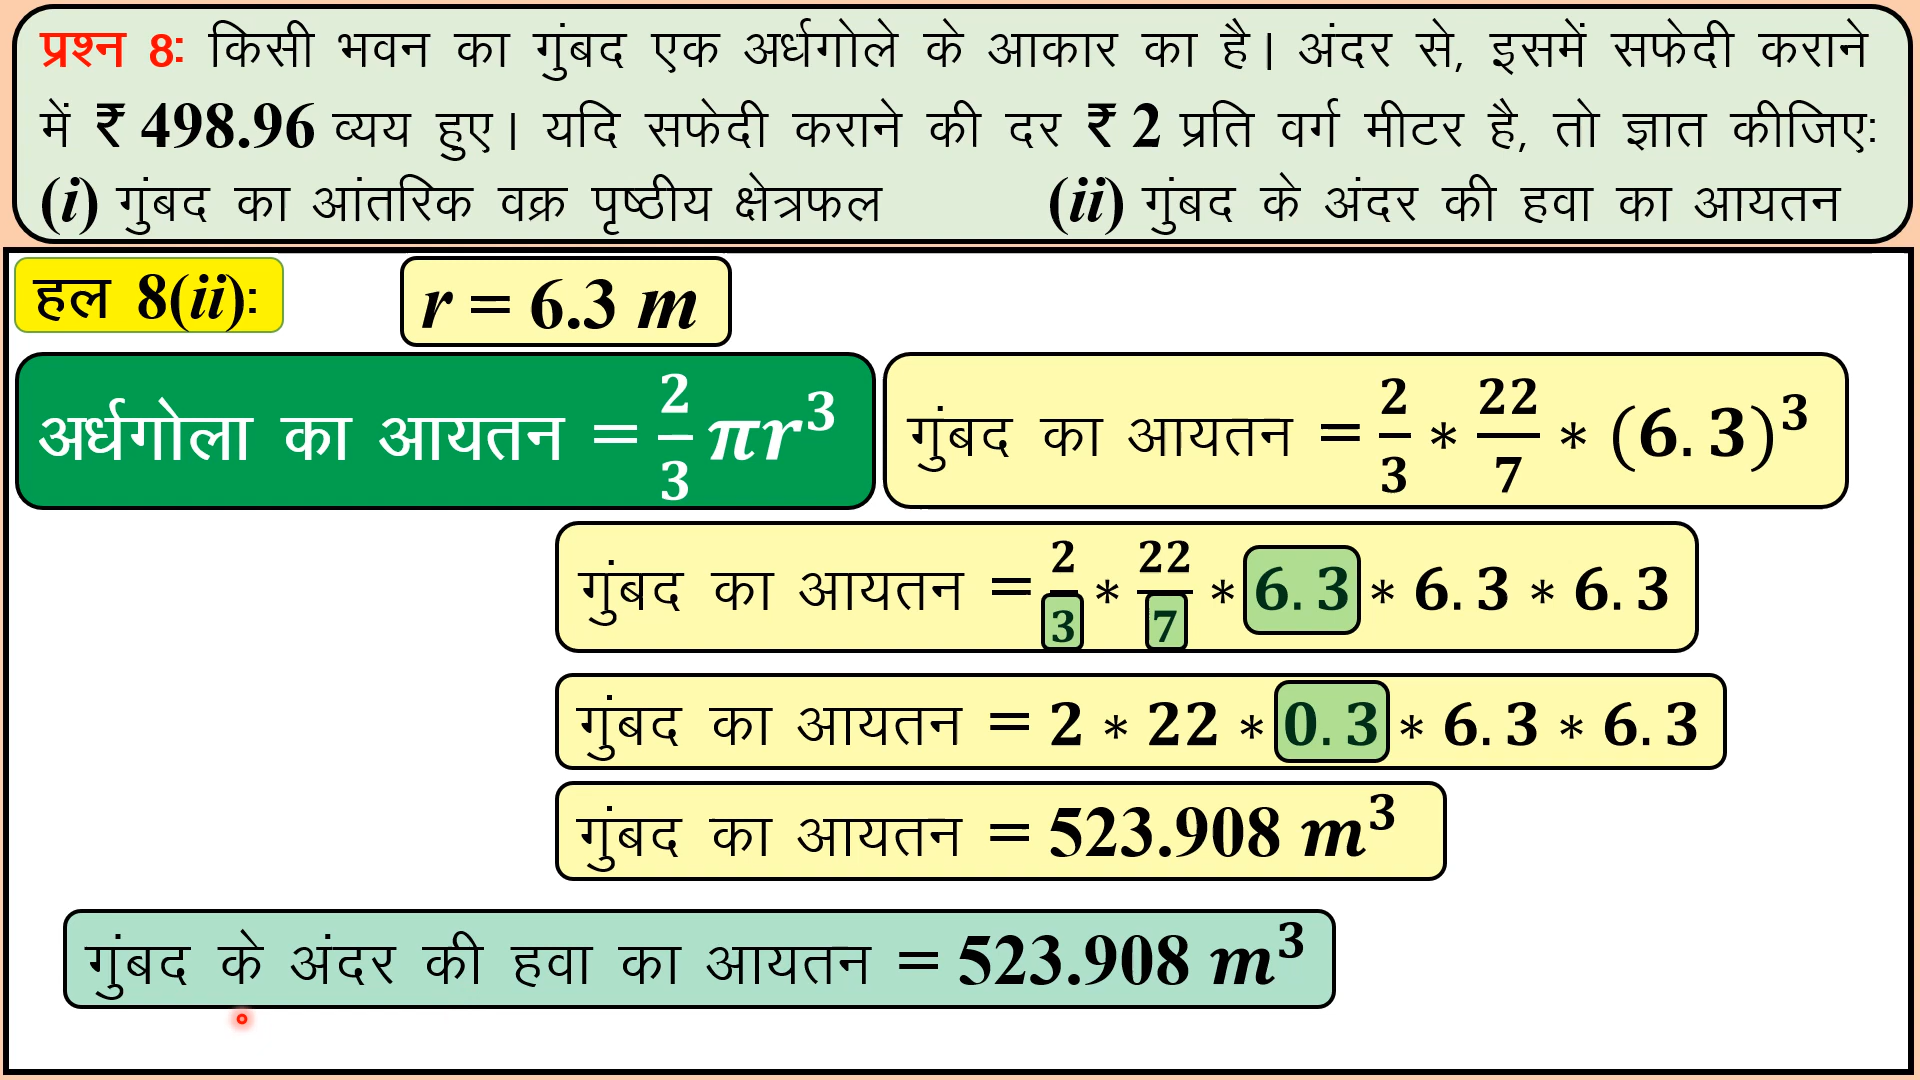 प्रश्न 8: किसी भवन का गुंबद एक अर्धगोले के आकार का है। अंदर से, इसमें सफेदी कराने
में ₹ 498.96 व्यय हुए। यदि सफेदी कराने की दर ₹ 2 प्रति वर्ग मीटर है, तो ज्ञात कीजिए:
(i) गुंबद का आंतरिक वक्र पृष्ठीय क्षेत्रफल (ii) गुंबद के अंदर की हवा का आयतन
हल 8(ii):
r = 6.3 m
अर्धगोला का आयतन = 2/3 πr³
गुंबद का आयतन = 2/3 * 22/7 * (6.3)³
गुंबद का आयतन = 2/3 * 22/7 * 6.3 * 6.3 * 6.3
गुंबद का आयतन = 2 * 22 * 0.3 * 6.3 * 6.3
गुंबद का आयतन = 523.908 m³
गुंबद के अंदर की हवा का आयतन = 523.908 m³